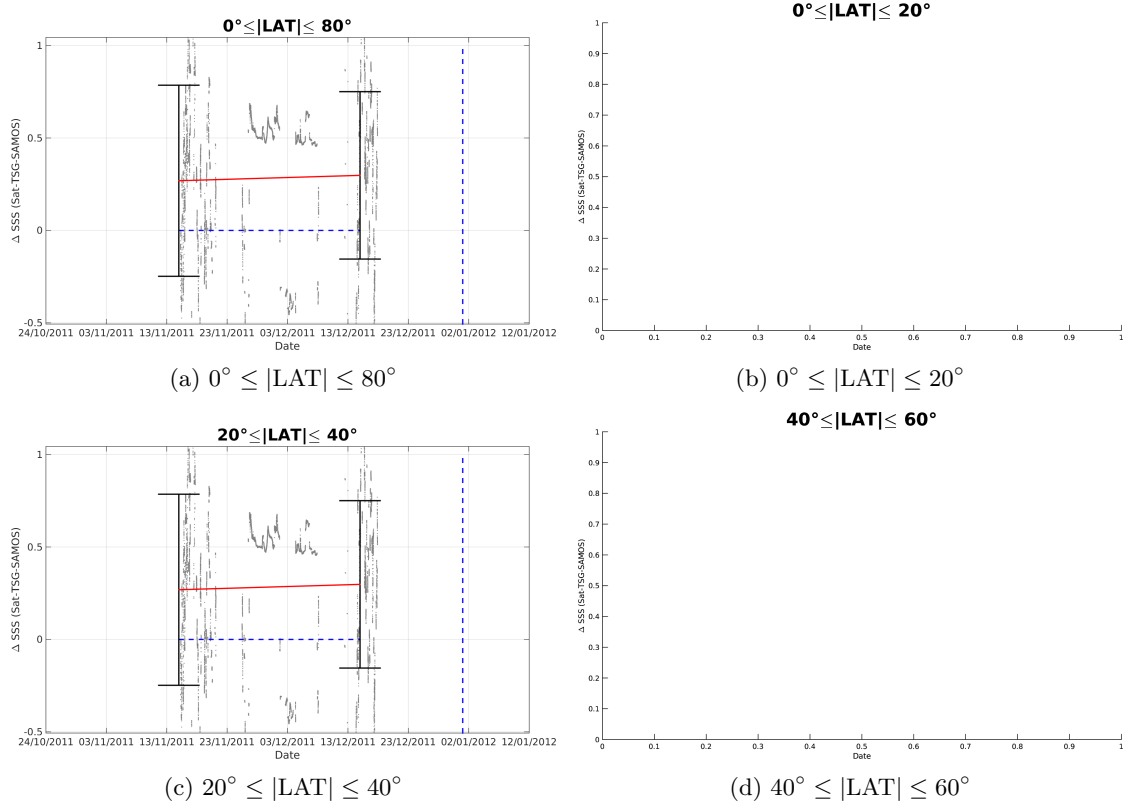 0°≤|LAT|≤ 80°
1
0.5
0
-0.5
Δ SSS (Sat-TSG-SAMOS)
24/10/2011 03/11/2011 13/11/2011 23/11/2011 03/12/2011 13/12/2011 23/12/2011 02/01/2012 12/01/2012
Date
(a) 0° ≤ |LAT| ≤ 80°
0°≤|LAT|≤ 20°
1
0.9
0.8
0.7
0.6
0.5
0.4
0.3
0.2
0.1
0
Δ SSS (Sat-TSG-SAMOS)
0 0.1 0.2 0.3 0.4 0.5 0.6 0.7 0.8 0.9 1
Date
(b) 0° ≤ |LAT| ≤ 20°
20°≤|LAT|≤ 40°
1
0.5
0
-0.5
Δ SSS (Sat-TSG-SAMOS)
24/10/2011 03/11/2011 13/11/2011 23/11/2011 03/12/2011 13/12/2011 23/12/2011 02/01/2012 12/01/2012
Date
(c) 20° ≤ |LAT| ≤ 40°
40°≤|LAT|≤ 60°
1
0.9
0.8
0.7
0.6
0.5
0.4
0.3
0.2
0.1
0
Δ SSS (Sat-TSG-SAMOS)
0 0.1 0.2 0.3 0.4 0.5 0.6 0.7 0.8 0.9 1
Date
(d) 40° ≤ |LAT| ≤ 60°